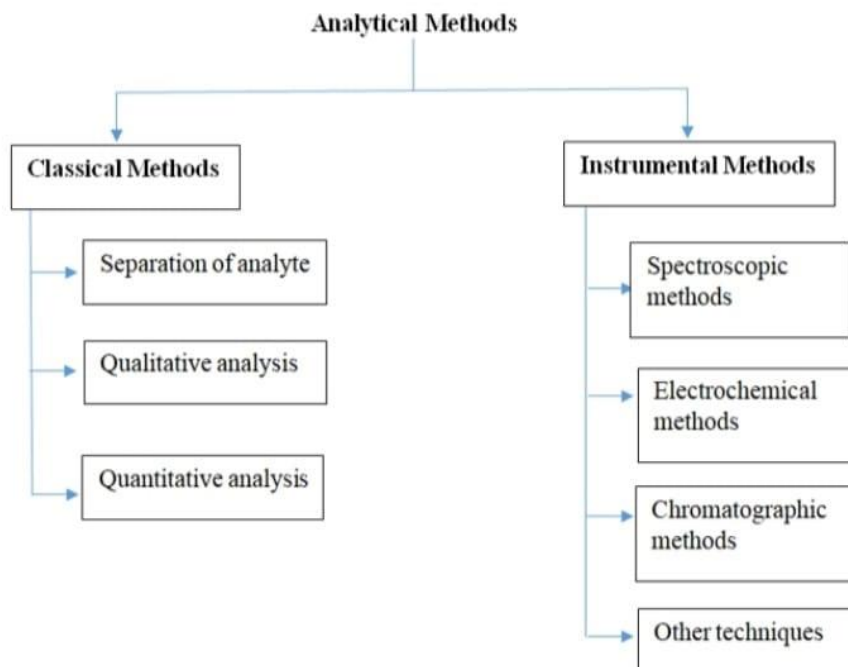 Analytical Methods
Classical Methods
Separation of analyte
Qualitative analysis
Quantitative analysis
Instrumental Methods
Spectroscopic
methods
Electrochemical
methods
Chromatographic
methods
Other techniques